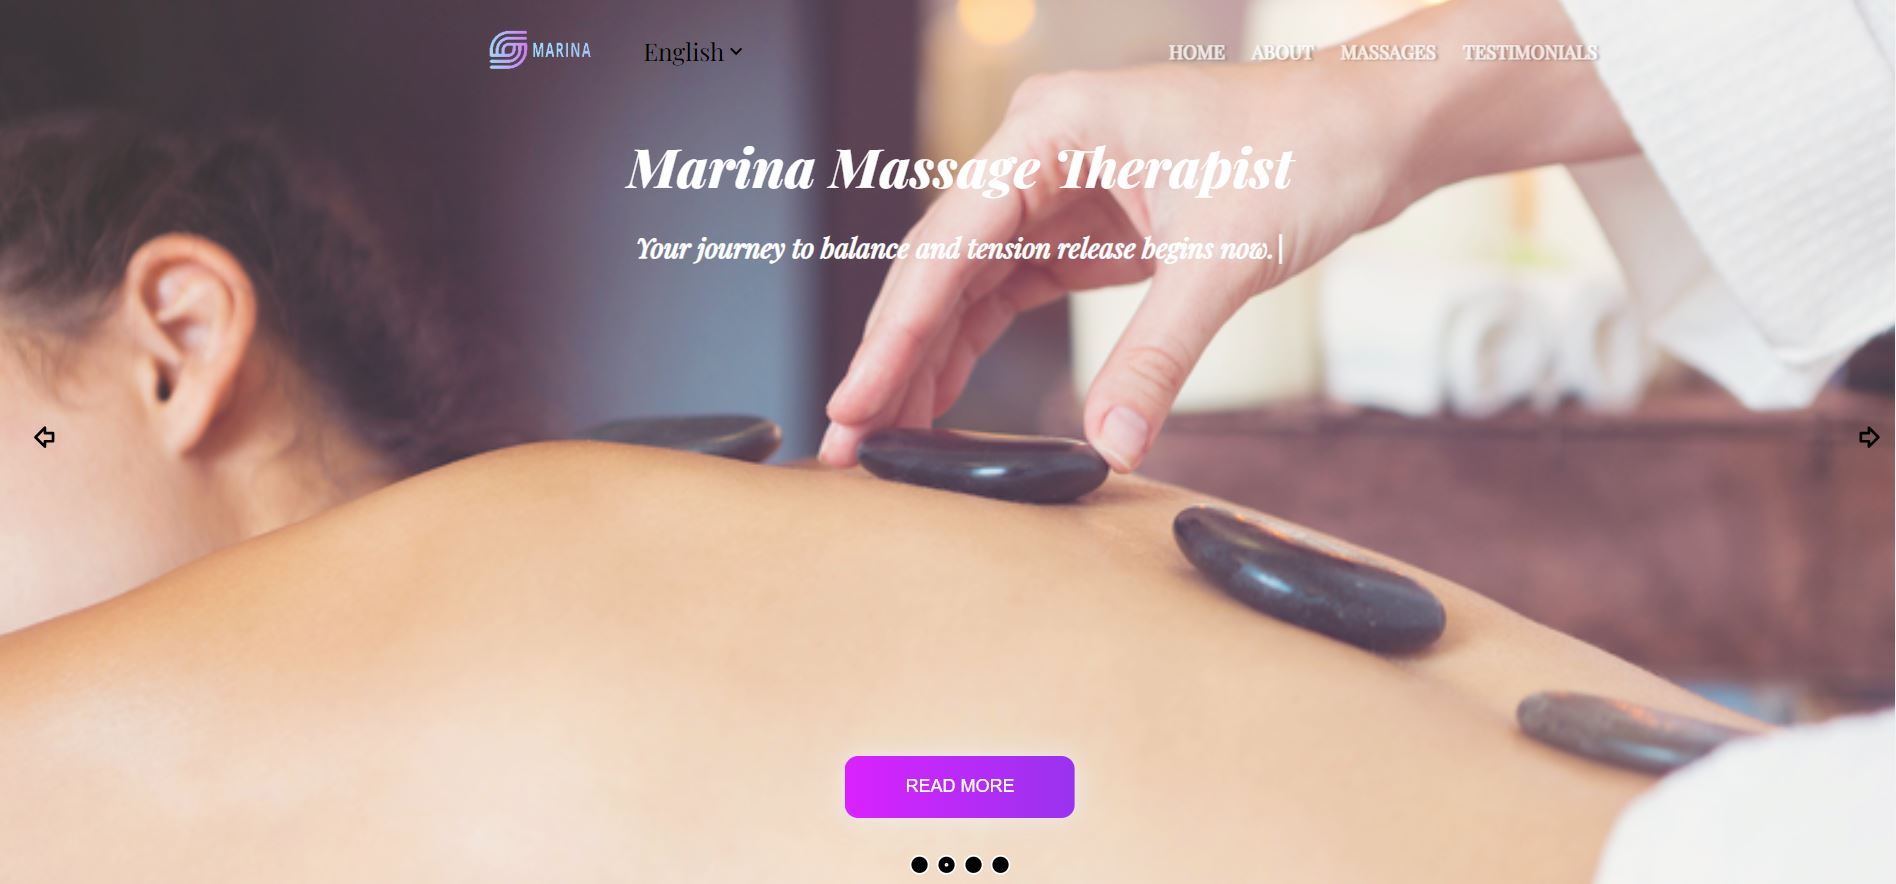 MARINA
English
HOME ABOUT MASSAGES TESTIMONIALS
Marina Massage Therapist
Your journey to balance and tension release begins now.
READ MORE